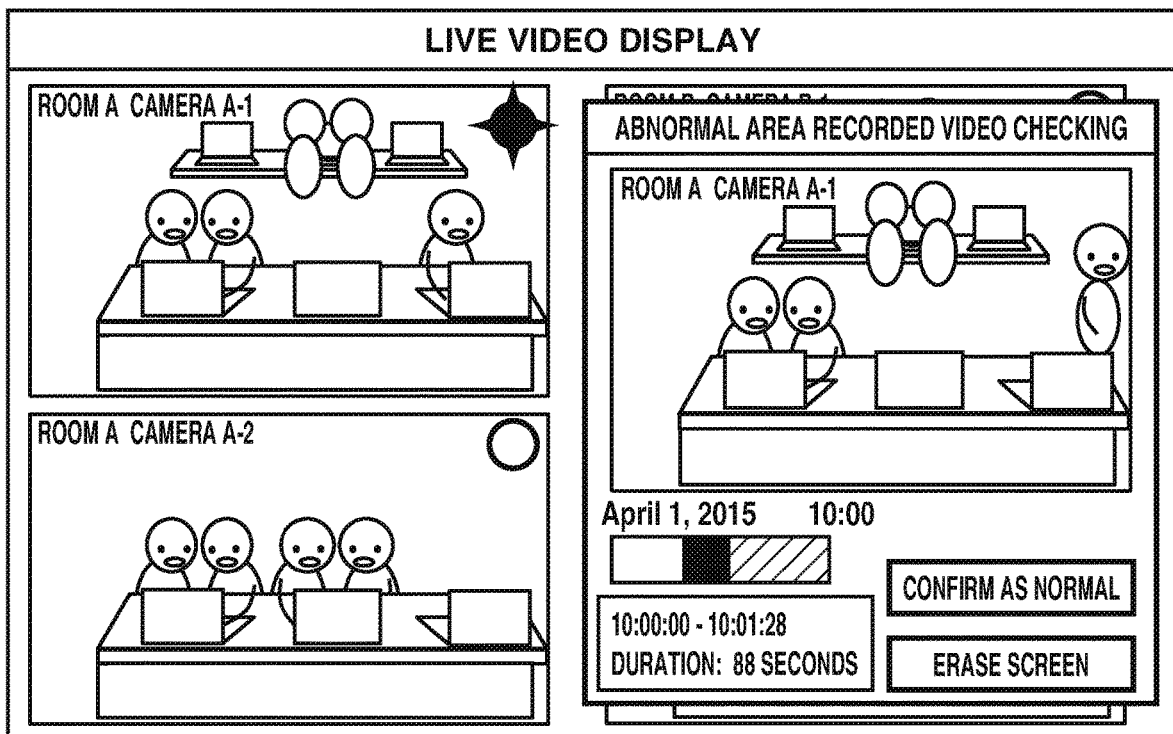 LIVE VIDEO DISPLAY
ROOM A CAMERA A-1
ROOM A CAMERA A-2
ABNORMAL AREA RECORDED VIDEO CHECKING
ROOM A CAMERA A-1
April 1, 2015 10:00
10:00:00 - 10:01:28
DURATION: 88 SECONDS
CONFIRM AS NORMAL
ERASE SCREEN